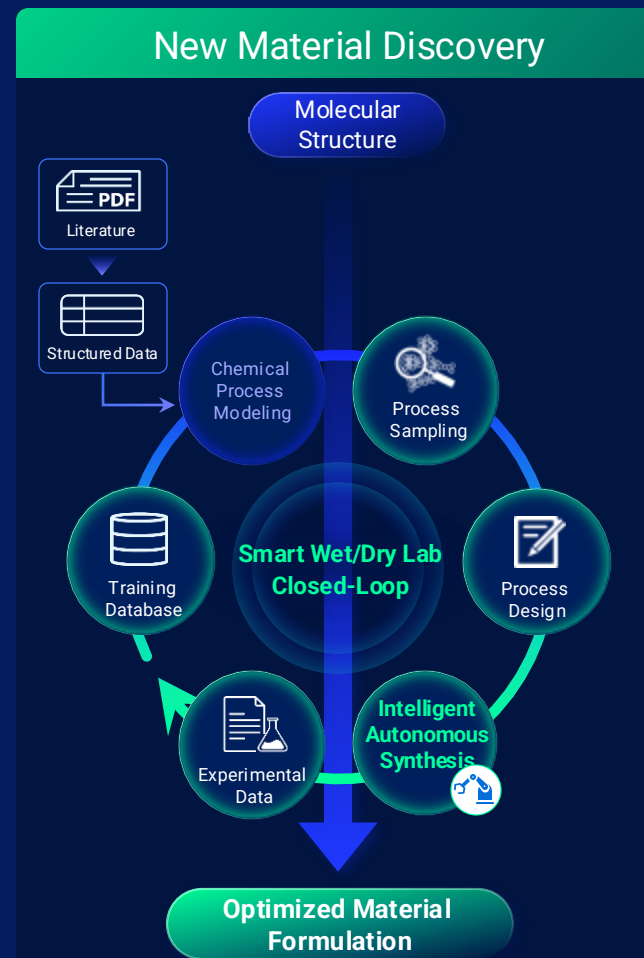 New Material Discovery
Molecular
Structure
PDF
Literature
Structured Data
Chemical
Process
Modeling
Process
Sampling
Training
Database
Smart Wet/Dry Lab
Closed-Loop
Process
Design
Experimental
Data
Intelligent
Autonomous
Synthesis
Optimized Material
Formulation